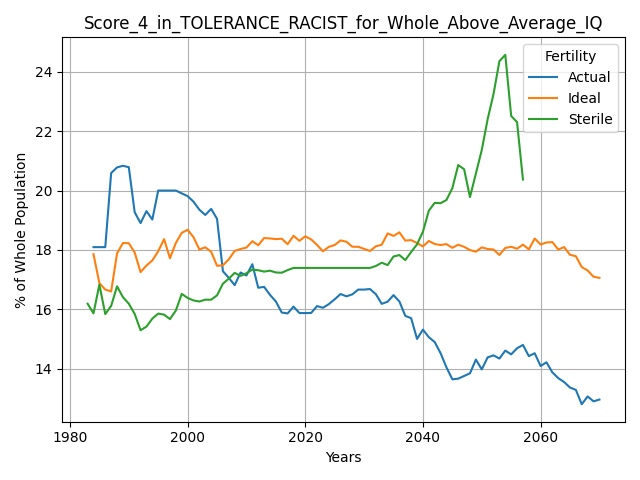 Score_4_in_TOLERANCE_RACIST_for_Whole_Above_Average_IQ
% of Whole Population
24
22
20
18
16
14
1980
2000
2020
2040
2060
Years
Fertility
Actual
Ideal
Sterile